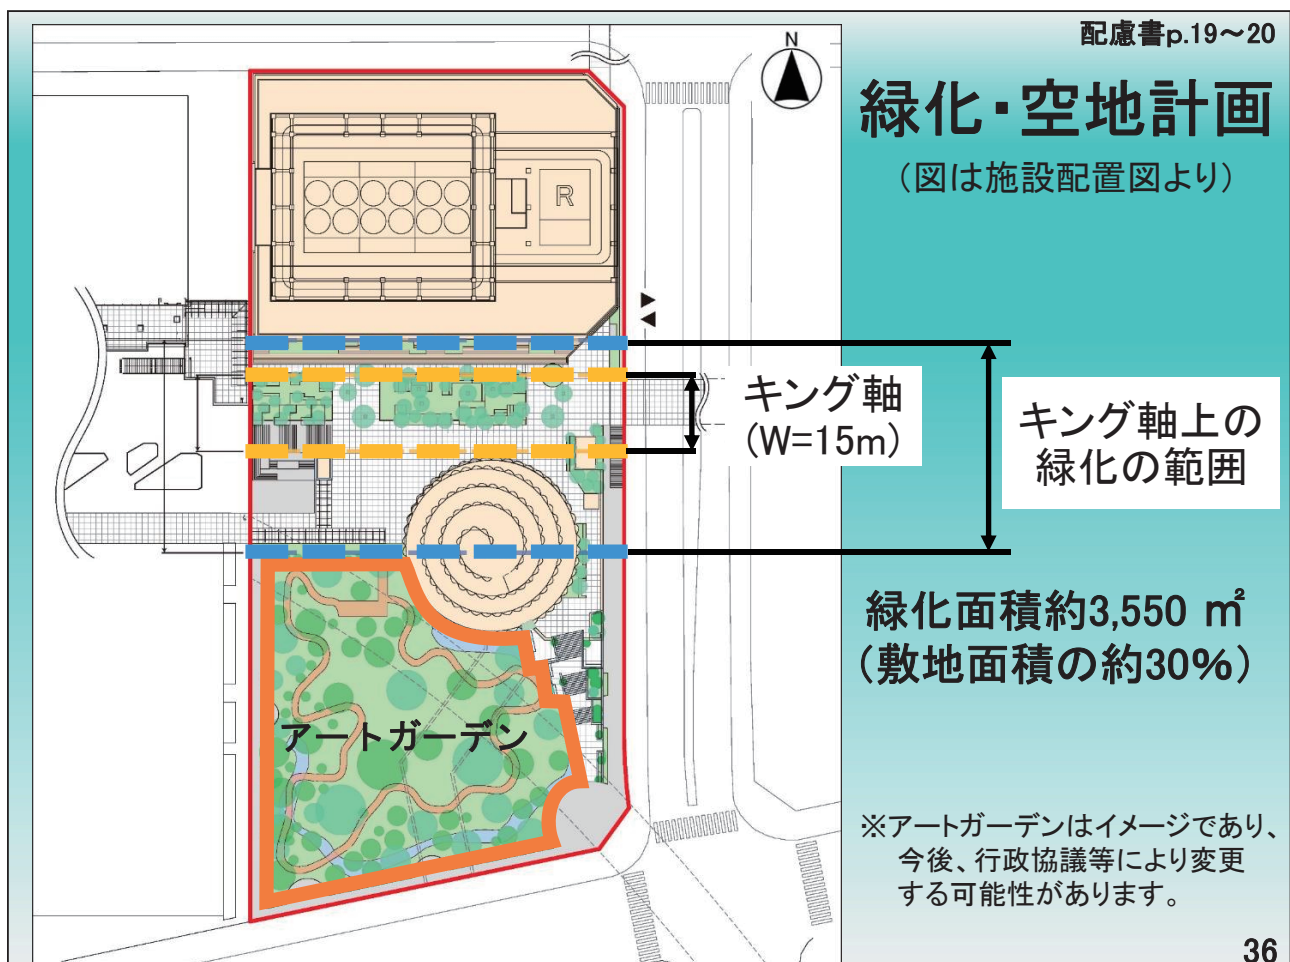 配慮書p.19～20
緑化・空地計画
（図は施設配置図より）
N
R
キング軸
(W=15m)
キング軸上の
緑化の範囲
緑化面積約3,550 ㎡
（敷地面積の約30%）
アートガーデン
※アートガーデンはイメージであり、
今後、行政協議等により変更
する可能性があります。
36